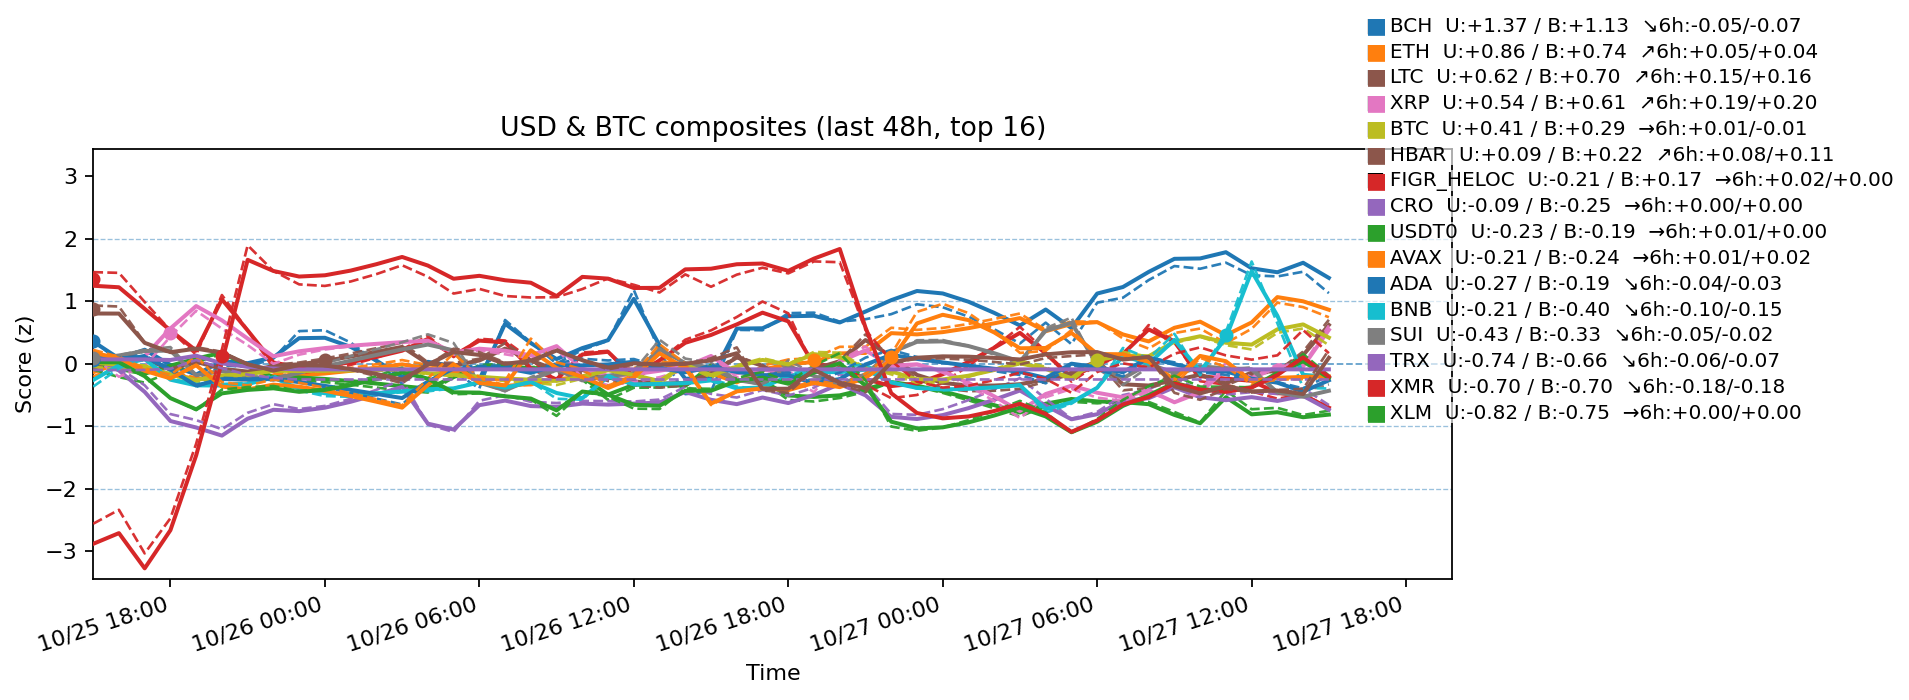 BCH  U:+1.37 / B:+1.13  ↘6h:-0.05/-0.07
ETH  U:+0.86 / B:+0.74  ↗6h:+0.05/+0.04
LTC  U:+0.62 / B:+0.70  ↗6h:+0.15/+0.16
XRP  U:+0.54 / B:+0.61  ↗6h:+0.19/+0.20
BTC  U:+0.41 / B:+0.29  →6h:+0.01/-0.01
HBAR  U:+0.09 / B:+0.22  ↗6h:+0.08/+0.11
FIGR_HELOC  U:-0.21 / B:+0.17  →6h:+0.02/+0.00
CRO  U:-0.09 / B:-0.25  →6h:+0.00/+0.00
USDT0  U:-0.23 / B:-0.19  →6h:+0.01/+0.00
AVAX  U:-0.21 / B:-0.24  →6h:+0.01/+0.02
ADA  U:-0.27 / B:-0.19  ↘6h:-0.04/-0.03
BNB  U:-0.21 / B:-0.40  ↘6h:-0.10/-0.15
SUI  U:-0.43 / B:-0.33  ↘6h:-0.05/-0.02
TRX  U:-0.74 / B:-0.66  ↘6h:-0.06/-0.07
XMR  U:-0.70 / B:-0.70  ↘6h:-0.18/-0.18
XLM  U:-0.82 / B:-0.75  →6h:+0.00/+0.00
USD & BTC composites (last 48h, top 16)
Score (z)
3
2
1
0
−1
−2
−3
10/25 18:00
10/26 00:00
10/26 06:00
10/26 12:00
10/26 18:00
10/27 00:00
10/27 06:00
10/27 12:00
10/27 18:00
Time